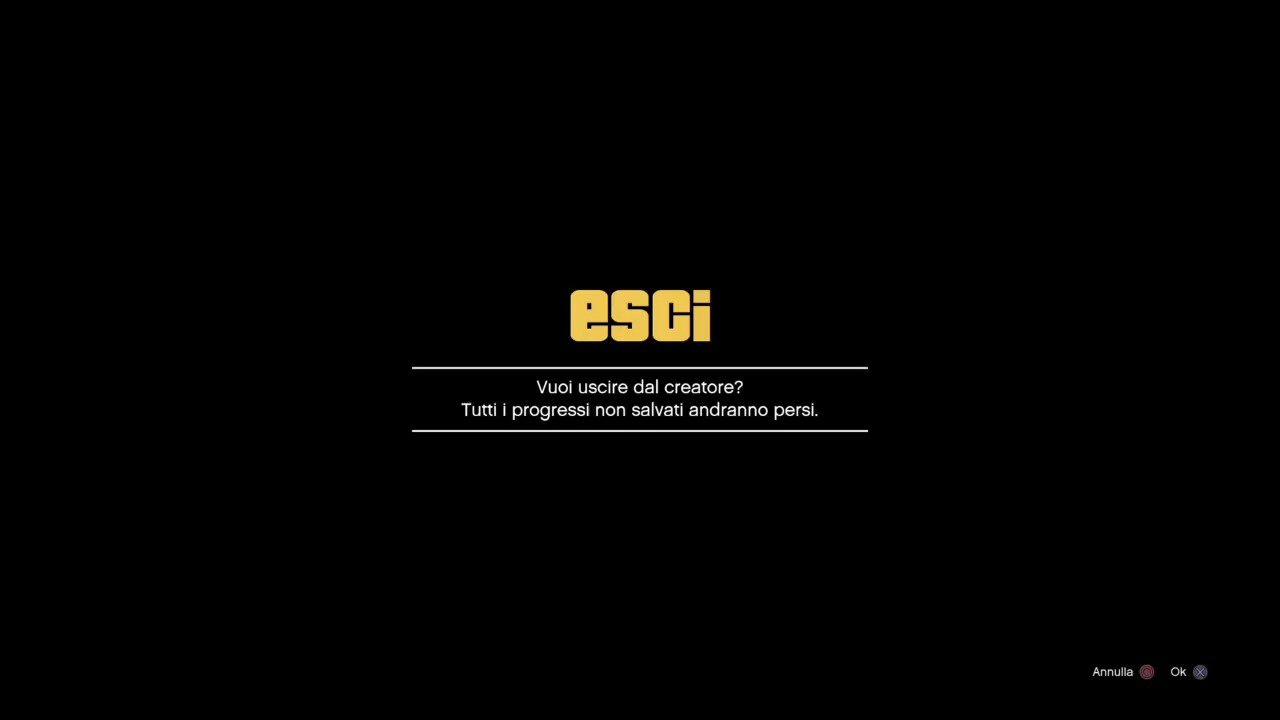 esci
Vuoi uscire dal creatore?
Tutti i progressi non salvati andranno persi.
Annulla Ok